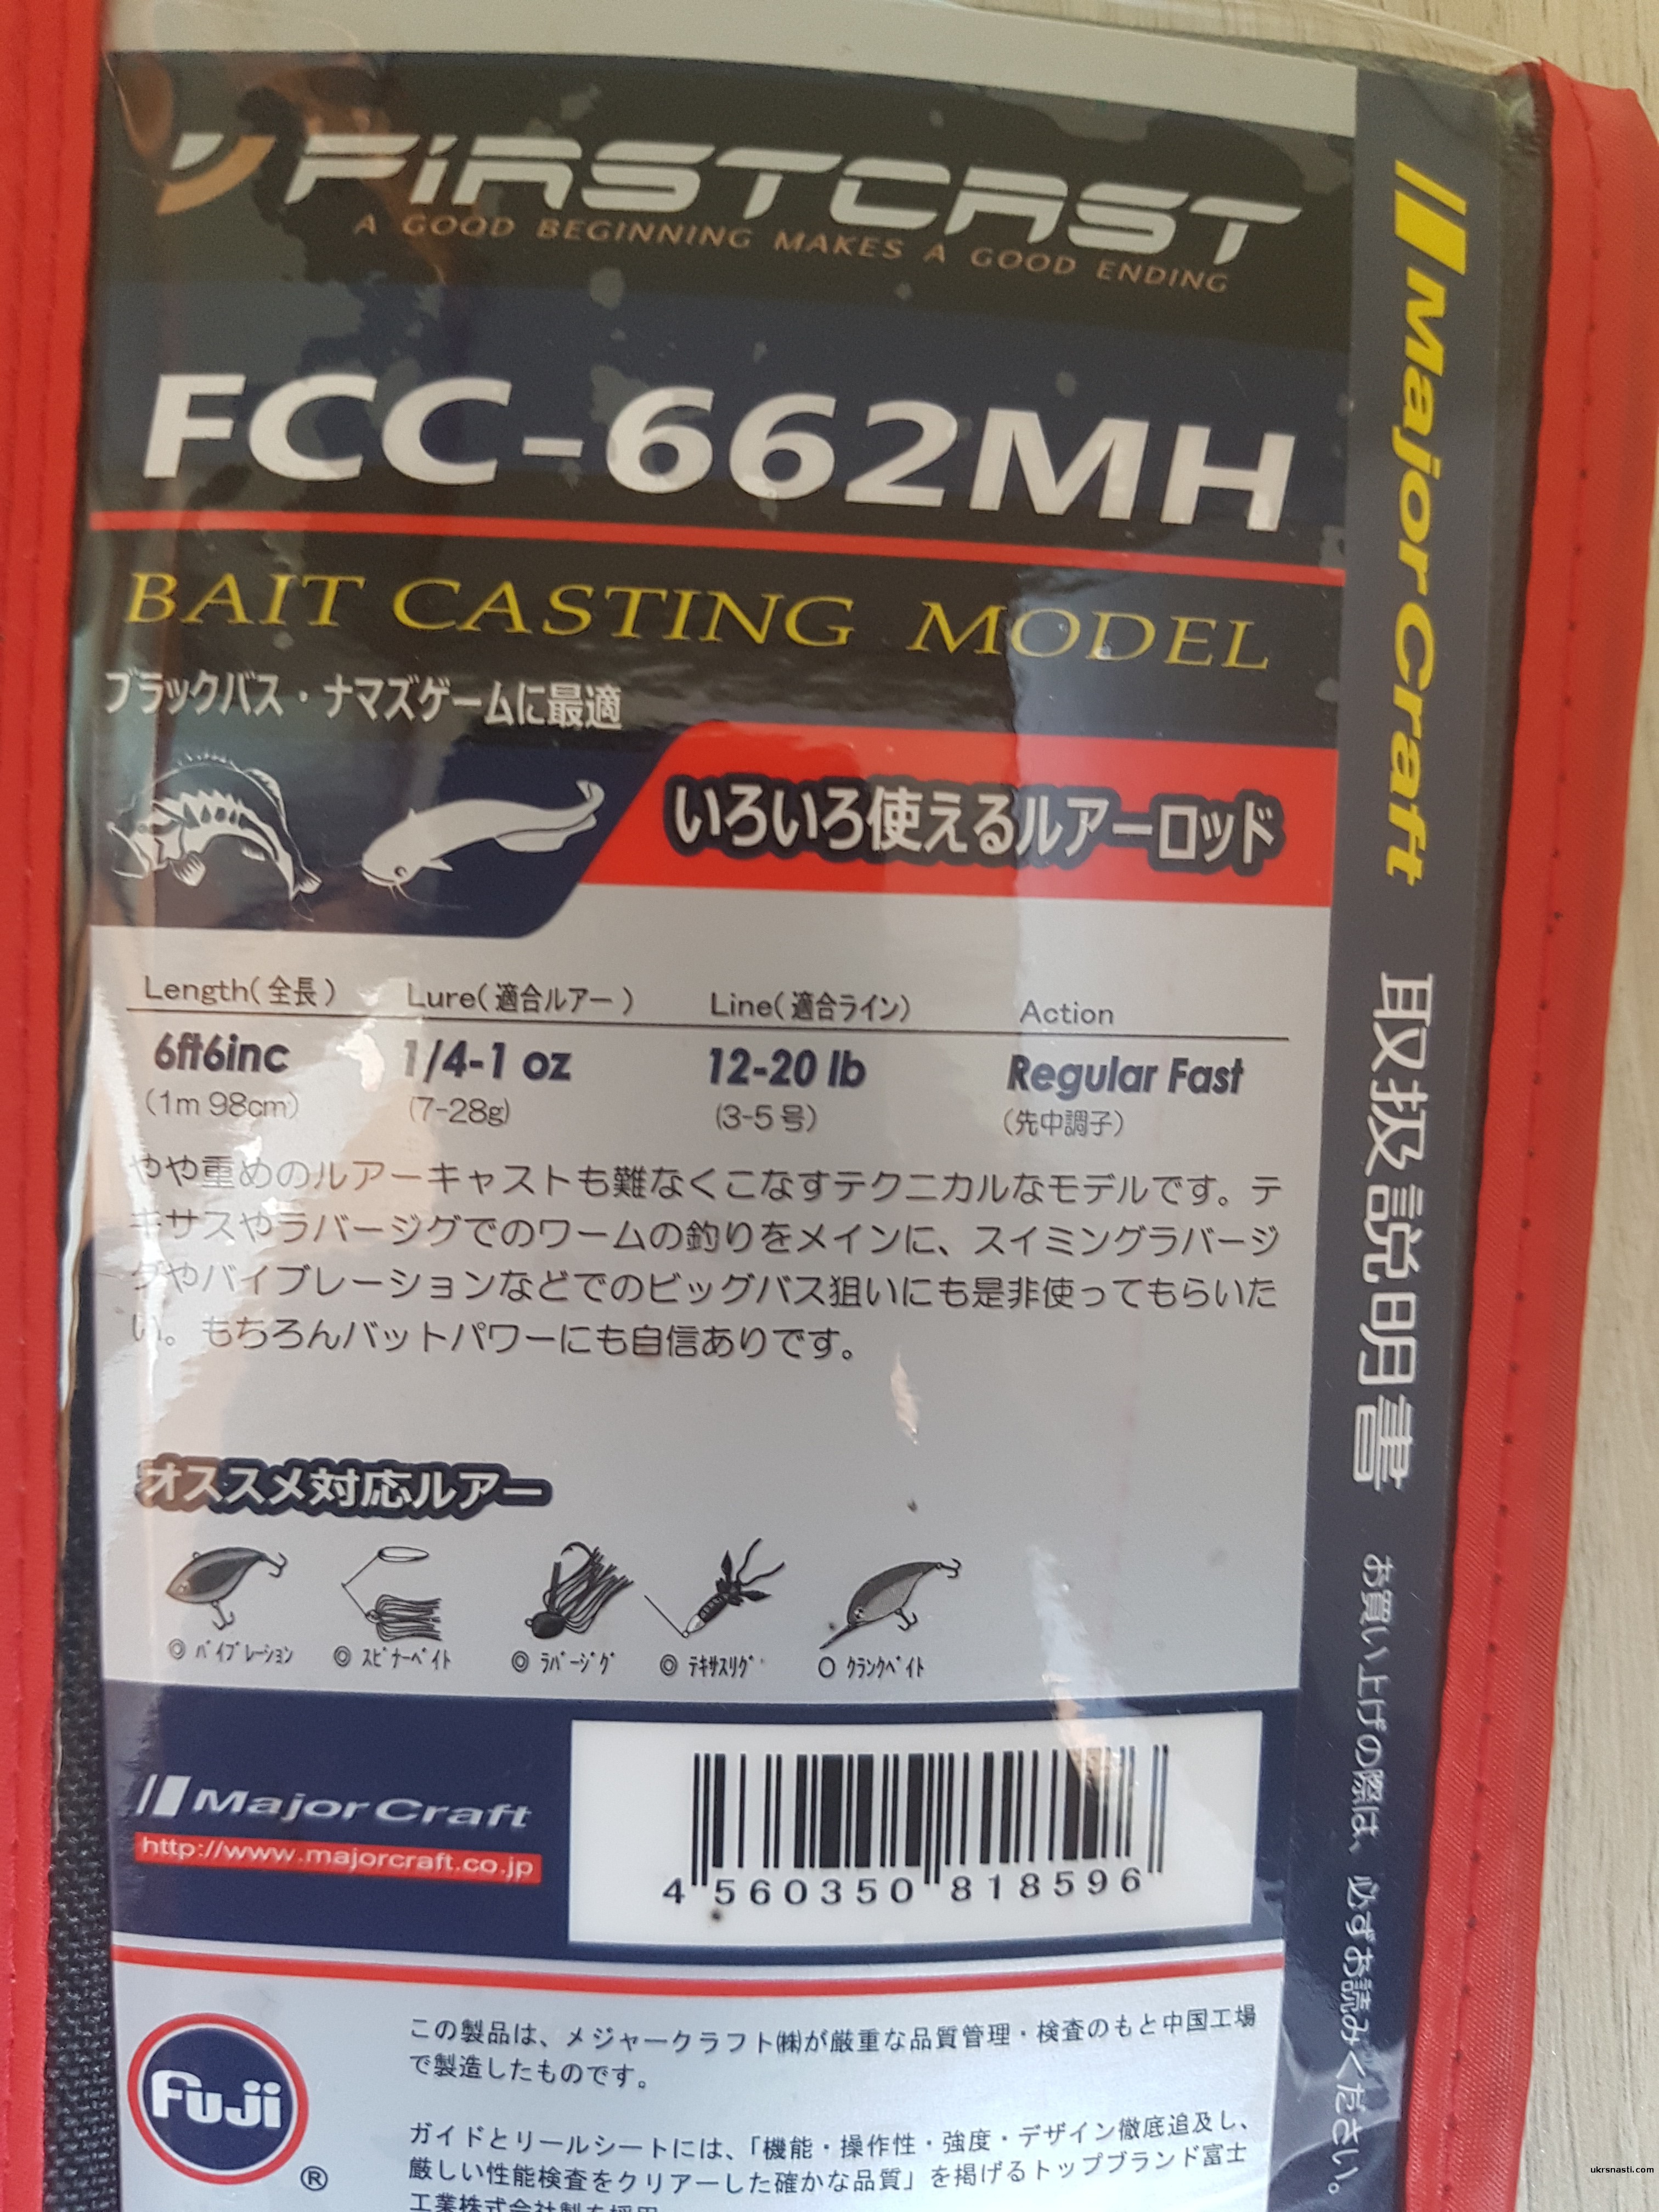 FIRSTCAST
A GOOD BEGINNING MAKES A GOOD ENDING
FCC-662MH
BAIT CASTING MODEL
ブラックバス・ナマズゲームに最適
いろいろ使えるルアーロッド
Length(全長) Lure(適合ルアー) Line(適合ライン) Action
6ft6inc 1/4-1 oz 12-20 lb Regular Fast
(1m 98cm) (7-28g) (3-5号) (先中調子)
やや重めのルアーキャストも難なくこなすテクニカルなモデルです。テ
キサスやラバージグでのワームの釣りをメインに、スイミングラバージ
グやバイブレーションなどでのビッグバス狙いにも是非使ってもらいた
い。もちろんバットパワーにも自信ありです。
オススメ対応ルアー
◎ バイブレーション ◎ スピナーベイト ◎ ラバージグ ◎ テキサスリグ ○ クランクベイト
Major Craft
http://www.majorcraft.co.jp
4 560350 818596
Fuji ®
この製品は、メジャークラフト㈱が厳重な品質管理・検査のもと中国工場
で製造したものです。
ガイドとリールシートには、「機能・操作性・強度・デザイン徹底追及し、
厳しい性能検査をクリアーした確かな品質」を掲げるトップブランド富士
工業株式会社製を採用
Major Craft 取扱説明書 お買い上げの際は、必ずお読みください。
ukrsnasti.com